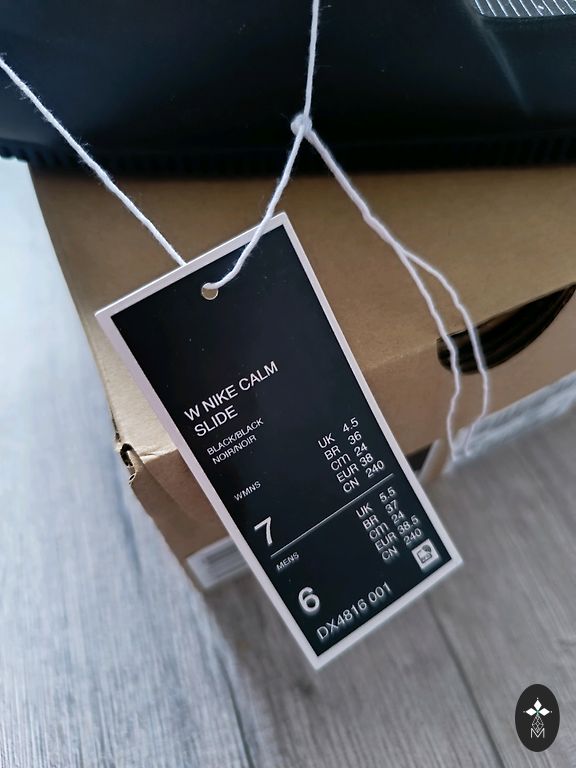 W NIKE CALM
SLIDE
BLACK/BLACK
NOIR/NOIR
WMNS
7
UK 4.5
BR 36
cm 24
EUR 38
CN 240
MENS
6
UK 5.5
BR 37
cm 24
EUR 38.5
CN 240
DX4816 001
M